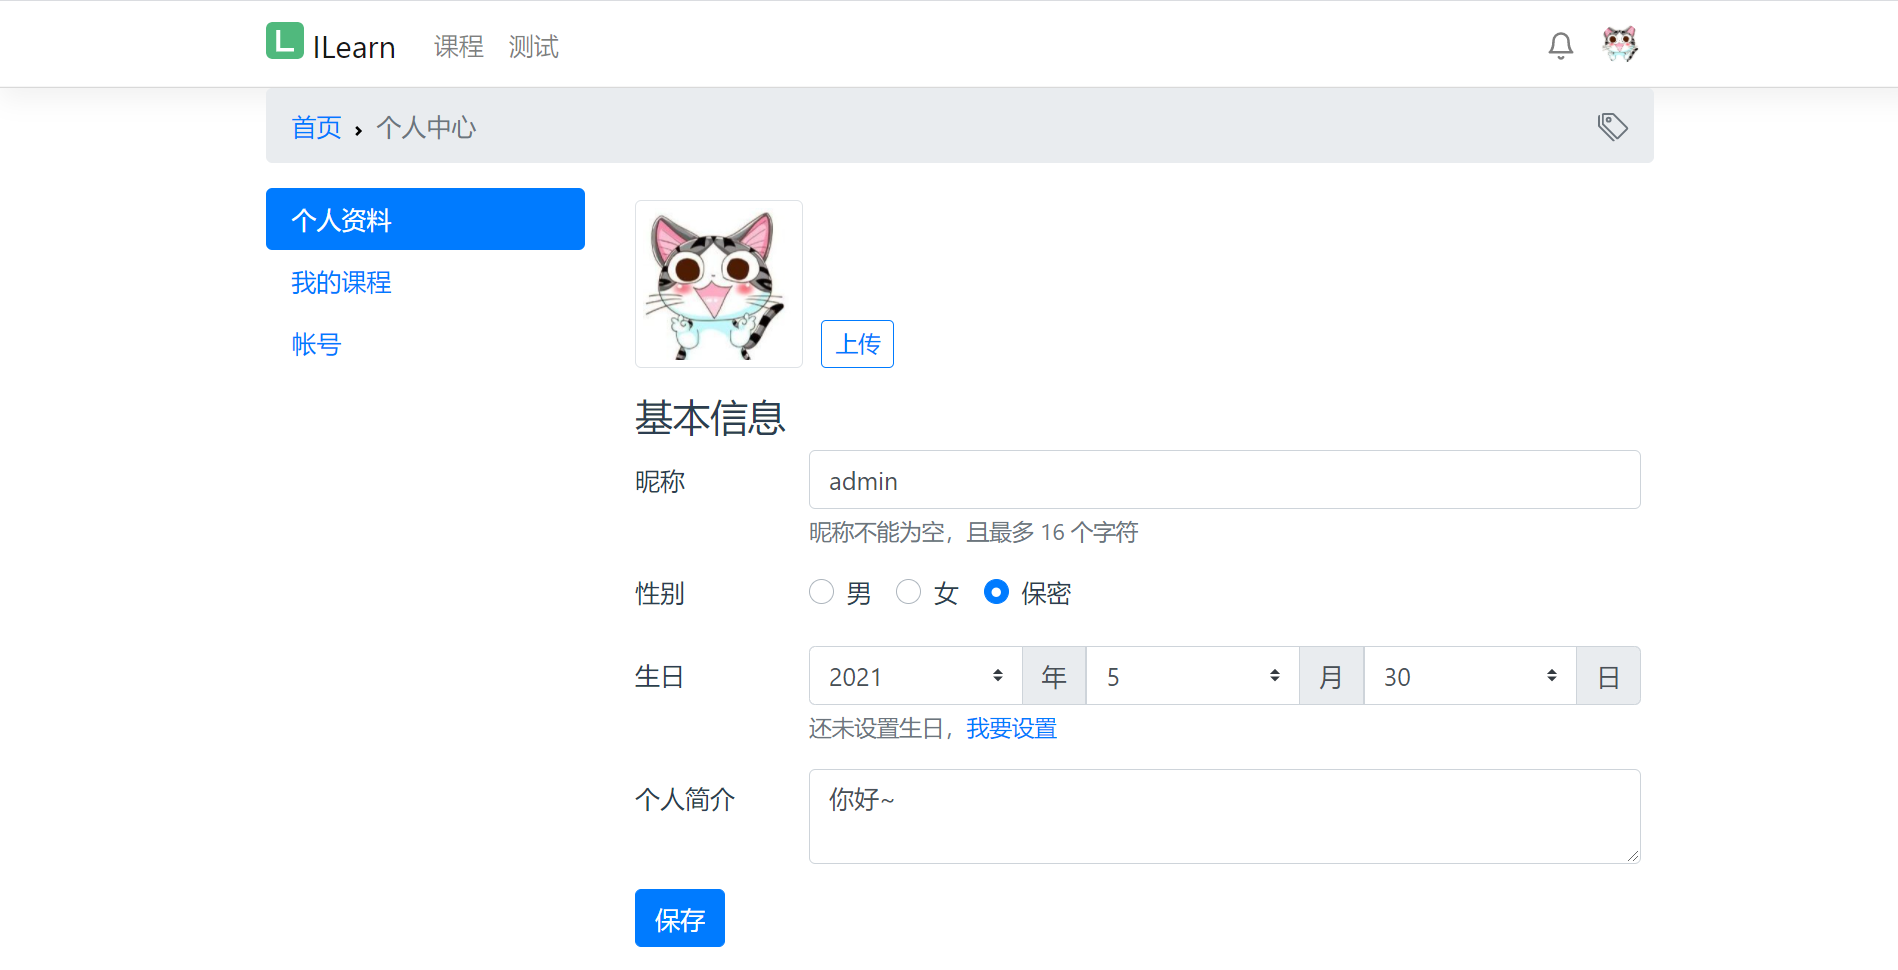 L ILearn 课程 测试
首页 › 个人中心
个人资料
我的课程
帐号
上传
基本信息
昵称 admin
昵称不能为空，且最多 16 个字符
性别 男 女 保密
生日 2021 年 5 月 30 日
还未设置生日，我要设置
个人简介 你好~
保存